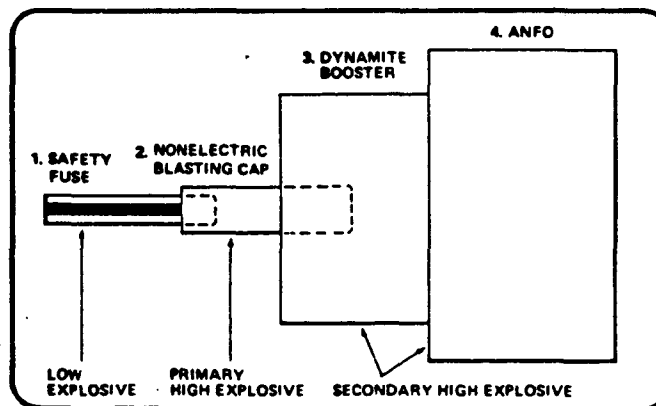 4. ANFO
3. DYNAMITE
BOOSTER
2. NONELECTRIC
BLASTING CAP
1. SAFETY
FUSE
LOW
EXPLOSIVE
PRIMARY
HIGH EXPLOSIVE
SECONDARY HIGH EXPLOSIVE